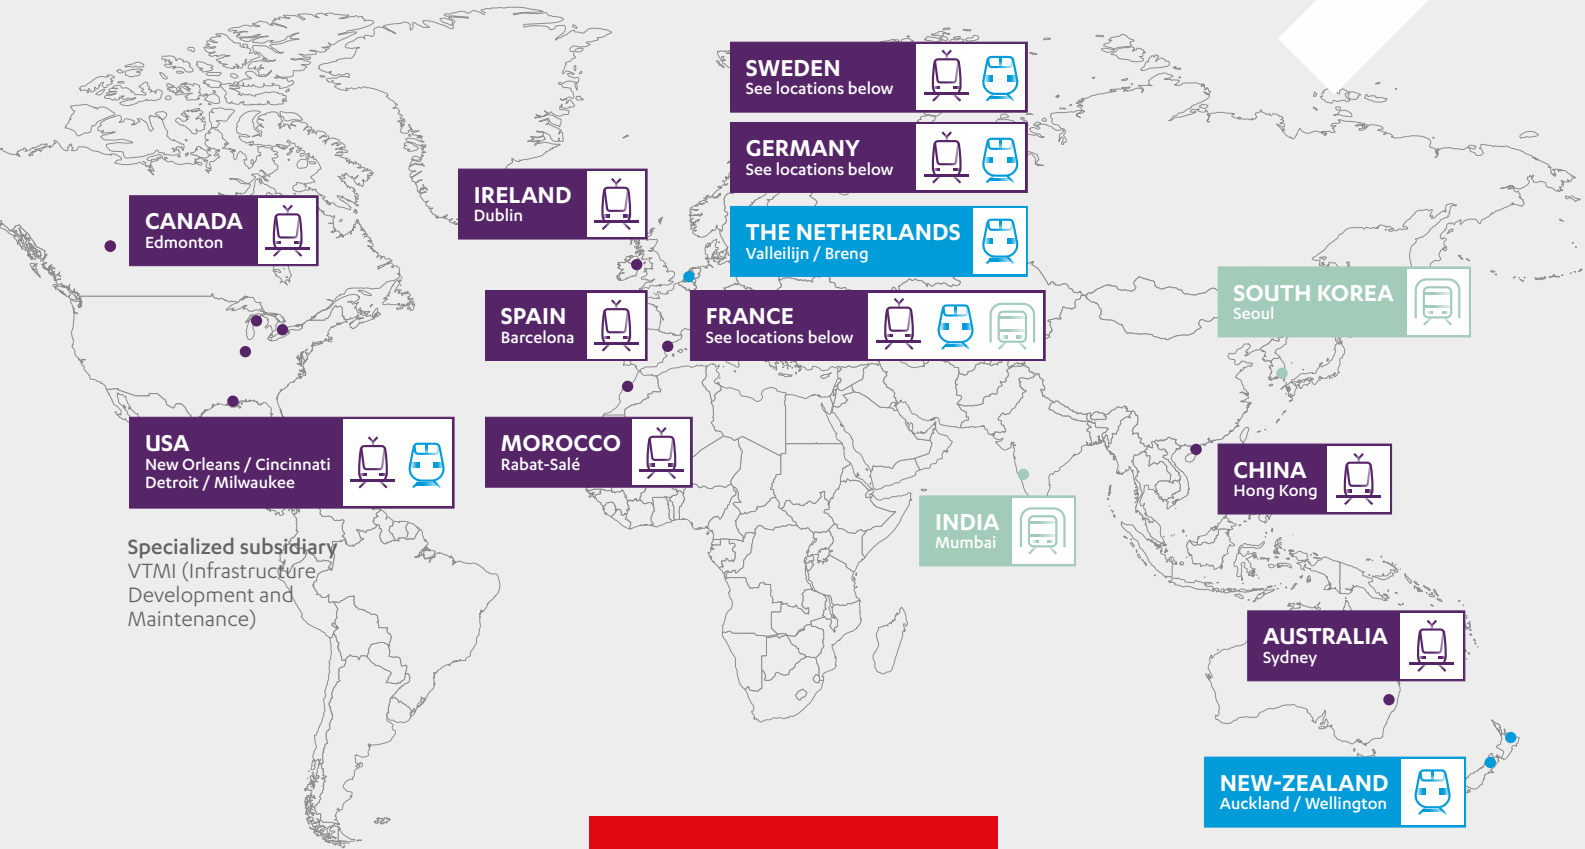 SWEDEN
See locations below
GERMANY
See locations below
IRELAND
Dublin
CANADA
Edmonton
THE NETHERLANDS
Valleilijn / Breng
SOUTH KOREA
Seoul
SPAIN
Barcelona
FRANCE
See locations below
USA
New Orleans / Cincinnati
Detroit / Milwaukee
MOROCCO
Rabat-Salé
CHINA
Hong Kong
INDIA
Mumbai
Specialized subsidiary
VTMI (Infrastructure
Development and
Maintenance)
AUSTRALIA
Sydney
NEW-ZEALAND
Auckland / Wellington